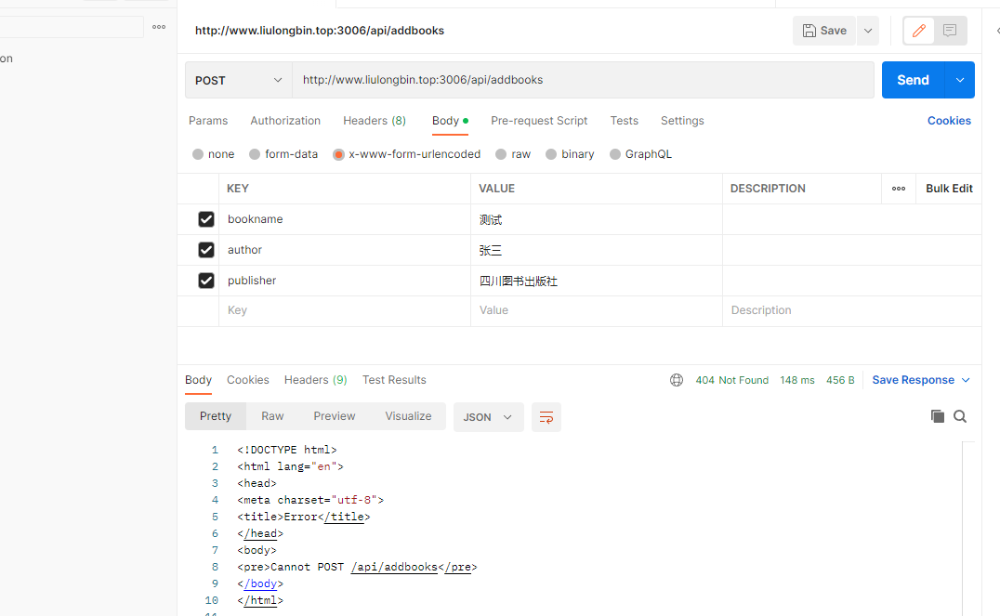 ooo
http://www.liulongbin.top:3006/api/addbooks Save
on
POST http://www.liulongbin.top:3006/api/addbooks Send
Params Authorization Headers (8) Body Pre-request Script Tests Settings Cookies
none form-data x-www-form-urlencoded raw binary GraphQL
KEY VALUE DESCRIPTION ooo Bulk Edit
bookname 测试
author 张三
publisher 四川图书出版社
Key Value Description
Body Cookies Headers (9) Test Results 404 Not Found 148 ms 456 B Save Response
Pretty Raw Preview Visualize JSON
1 <!DOCTYPE html>
2 <html lang="en">
3 <head>
4 <meta charset="utf-8">
5 <title>Error</title>
6 </head>
7 <body>
8 <pre>Cannot POST /api/addbooks</pre>
9 </body>
10 </html>
11